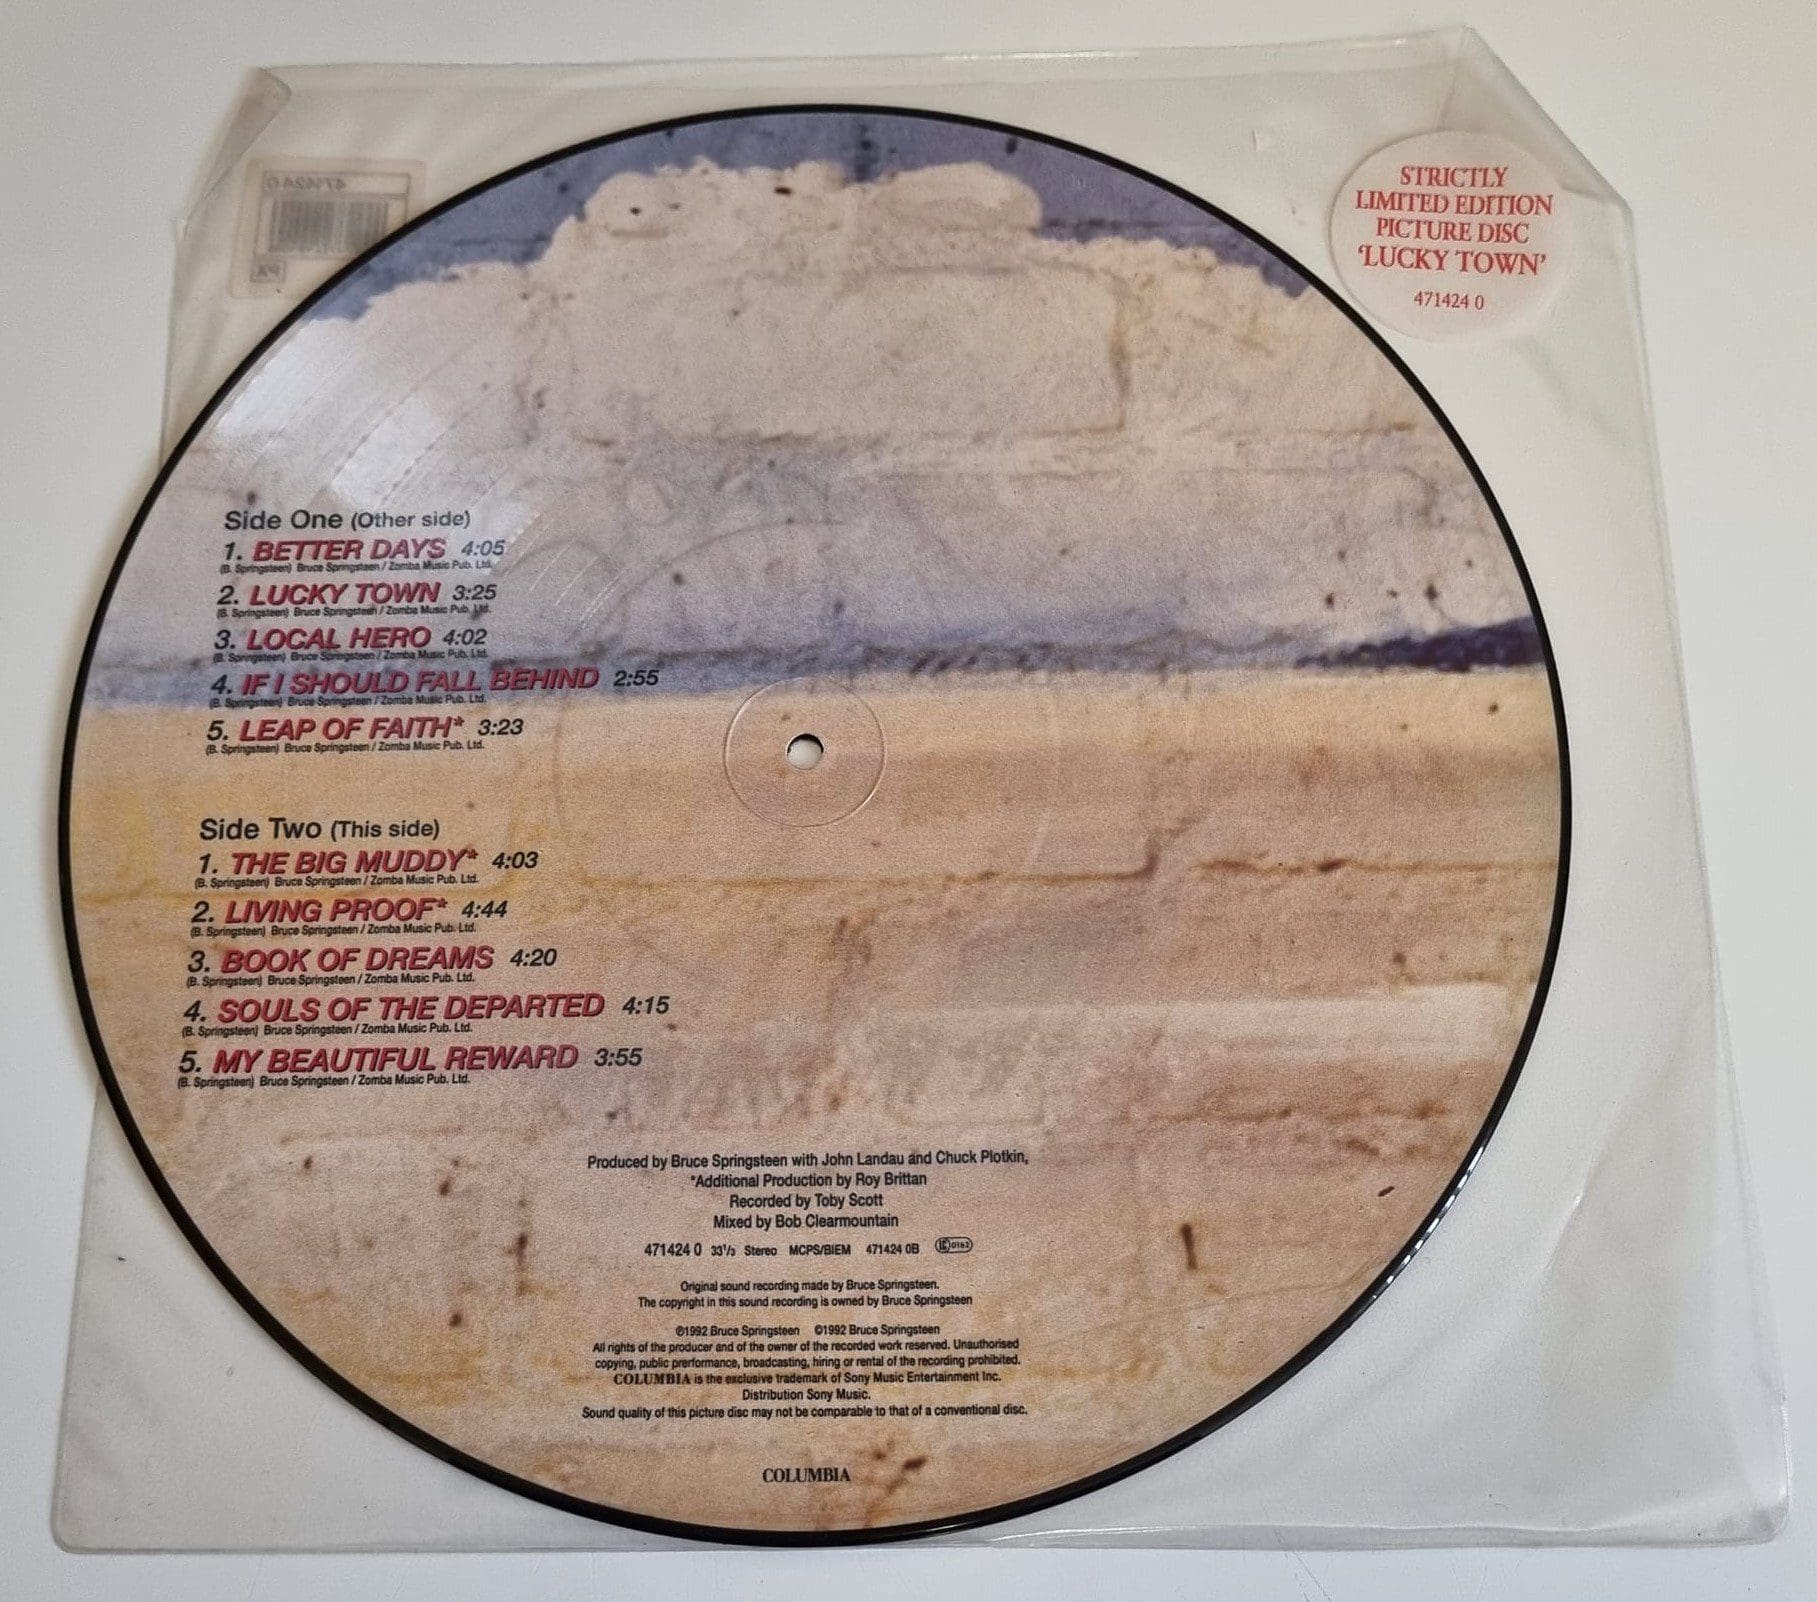 STRICTLY
LIMITED EDITION
PICTURE DISC
'LUCKY TOWN'
471424 0
471424 0
Side One (Other side)
1. BETTER DAYS 4:05
(B. Springsteen) Bruce Springsteen / Zomba Music Pub. Ltd.
2. LUCKY TOWN 3:25
(B. Springsteen) Bruce Springsteen / Zomba Music Pub. Ltd.
3. LOCAL HERO 4:02
(B. Springsteen) Bruce Springsteen / Zomba Music Pub. Ltd.
4. IF I SHOULD FALL BEHIND 2:55
(B. Springsteen) Bruce Springsteen / Zomba Music Pub. Ltd.
5. LEAP OF FAITH* 3:23
(B. Springsteen) Bruce Springsteen / Zomba Music Pub. Ltd.
Side Two (This side)
1. THE BIG MUDDY* 4:03
(B. Springsteen) Bruce Springsteen / Zomba Music Pub. Ltd.
2. LIVING PROOF* 4:44
(B. Springsteen) Bruce Springsteen / Zomba Music Pub. Ltd.
3. BOOK OF DREAMS 4:20
(B. Springsteen) Bruce Springsteen / Zomba Music Pub. Ltd.
4. SOULS OF THE DEPARTED 4:15
(B. Springsteen) Bruce Springsteen / Zomba Music Pub. Ltd.
5. MY BEAUTIFUL REWARD 3:55
(B. Springsteen) Bruce Springsteen / Zomba Music Pub. Ltd.
Produced by Bruce Springsteen with John Landau and Chuck Plotkin,
*Additional Production by Roy Brittan
Recorded by Toby Scott
Mixed by Bob Clearmountain
471424 0 33⅓ Stereo MCPS/BIEM 471424 0B LC 0162
Original sound recording made by Bruce Springsteen.
The copyright in this sound recording is owned by Bruce Springsteen
℗1992 Bruce Springsteen ©1992 Bruce Springsteen
All rights of the producer and of the owner of the recorded work reserved. Unauthorised
copying, public prerformance, broadcasting, hiring or rental of the recording prohibited.
COLUMBIA is the exclusive trademark of Sony Music Entertainment Inc.
Distribution Sony Music.
Sound quality of this picture disc may not be comparable to that of a conventional disc.
COLUMBIA